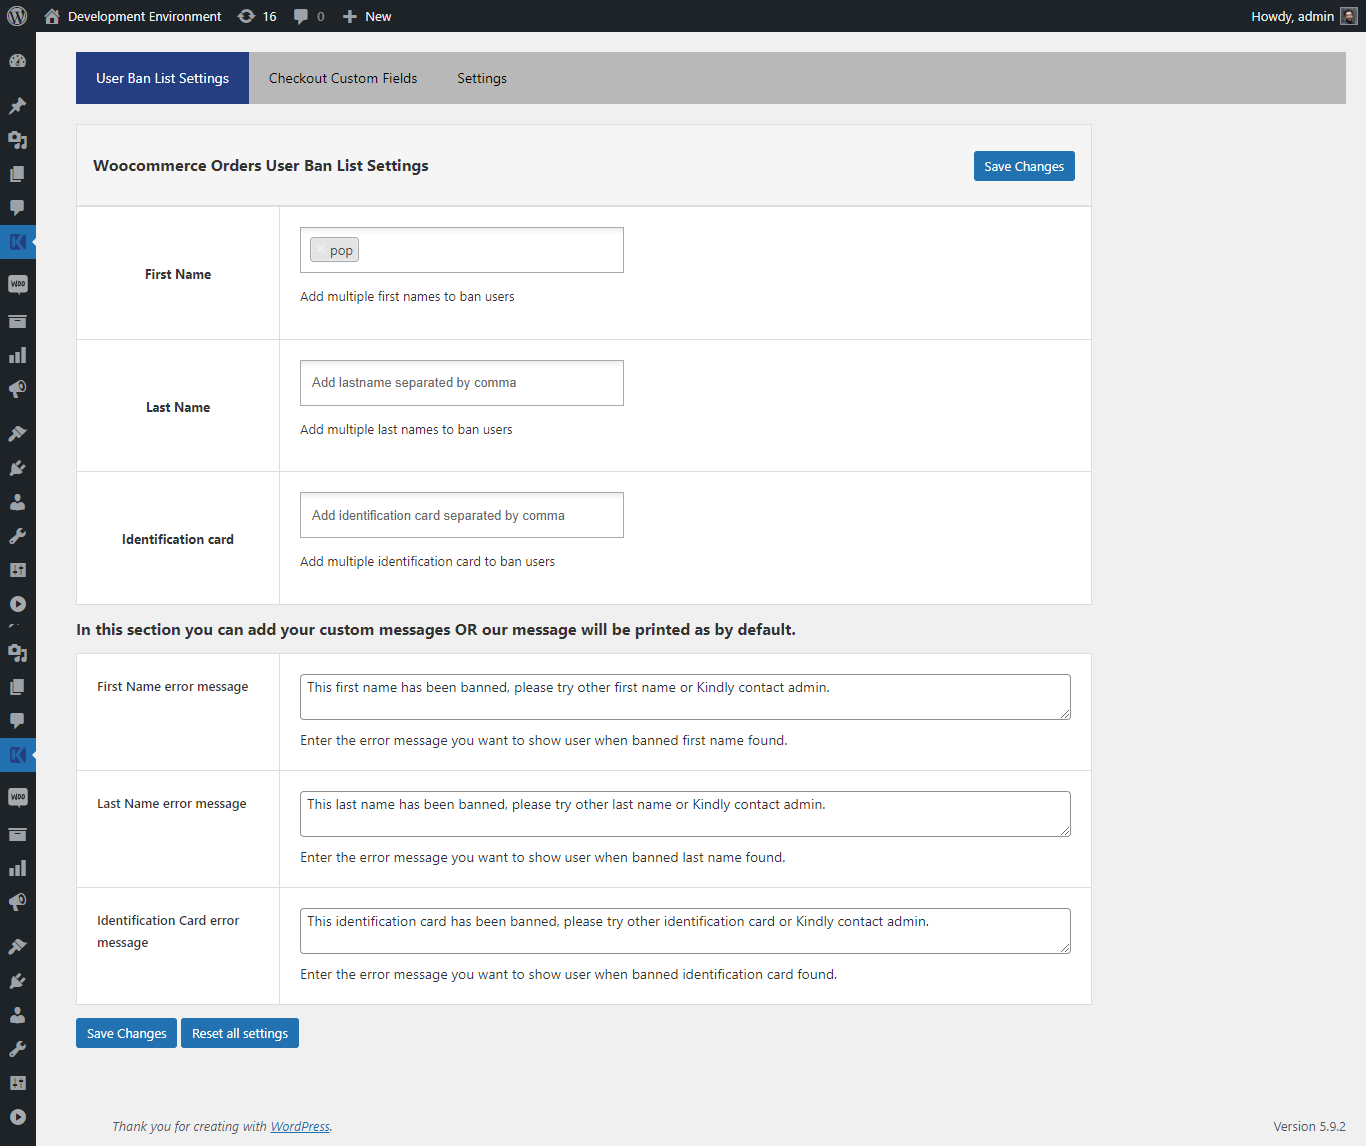 Development Environment 16 0 New Howdy, admin
User Ban List Settings Checkout Custom Fields Settings
Woocommerce Orders User Ban List Settings Save Changes
First Name
× pop
Add multiple first names to ban users
Last Name
Add lastname separated by comma
Add multiple last names to ban users
Identification card
Add identification card separated by comma
Add multiple identification card to ban users
In this section you can add your custom messages OR our message will be printed as by default.
First Name error message
This first name has been banned, please try other first name or Kindly contact admin.
Enter the error message you want to show user when banned first name found.
Last Name error message
This last name has been banned, please try other last name or Kindly contact admin.
Enter the error message you want to show user when banned last name found.
Identification Card error
message
This identification card has been banned, please try other identification card or Kindly contact admin.
Enter the error message you want to show user when banned identification card found.
Save Changes Reset all settings
Thank you for creating with WordPress. Version 5.9.2